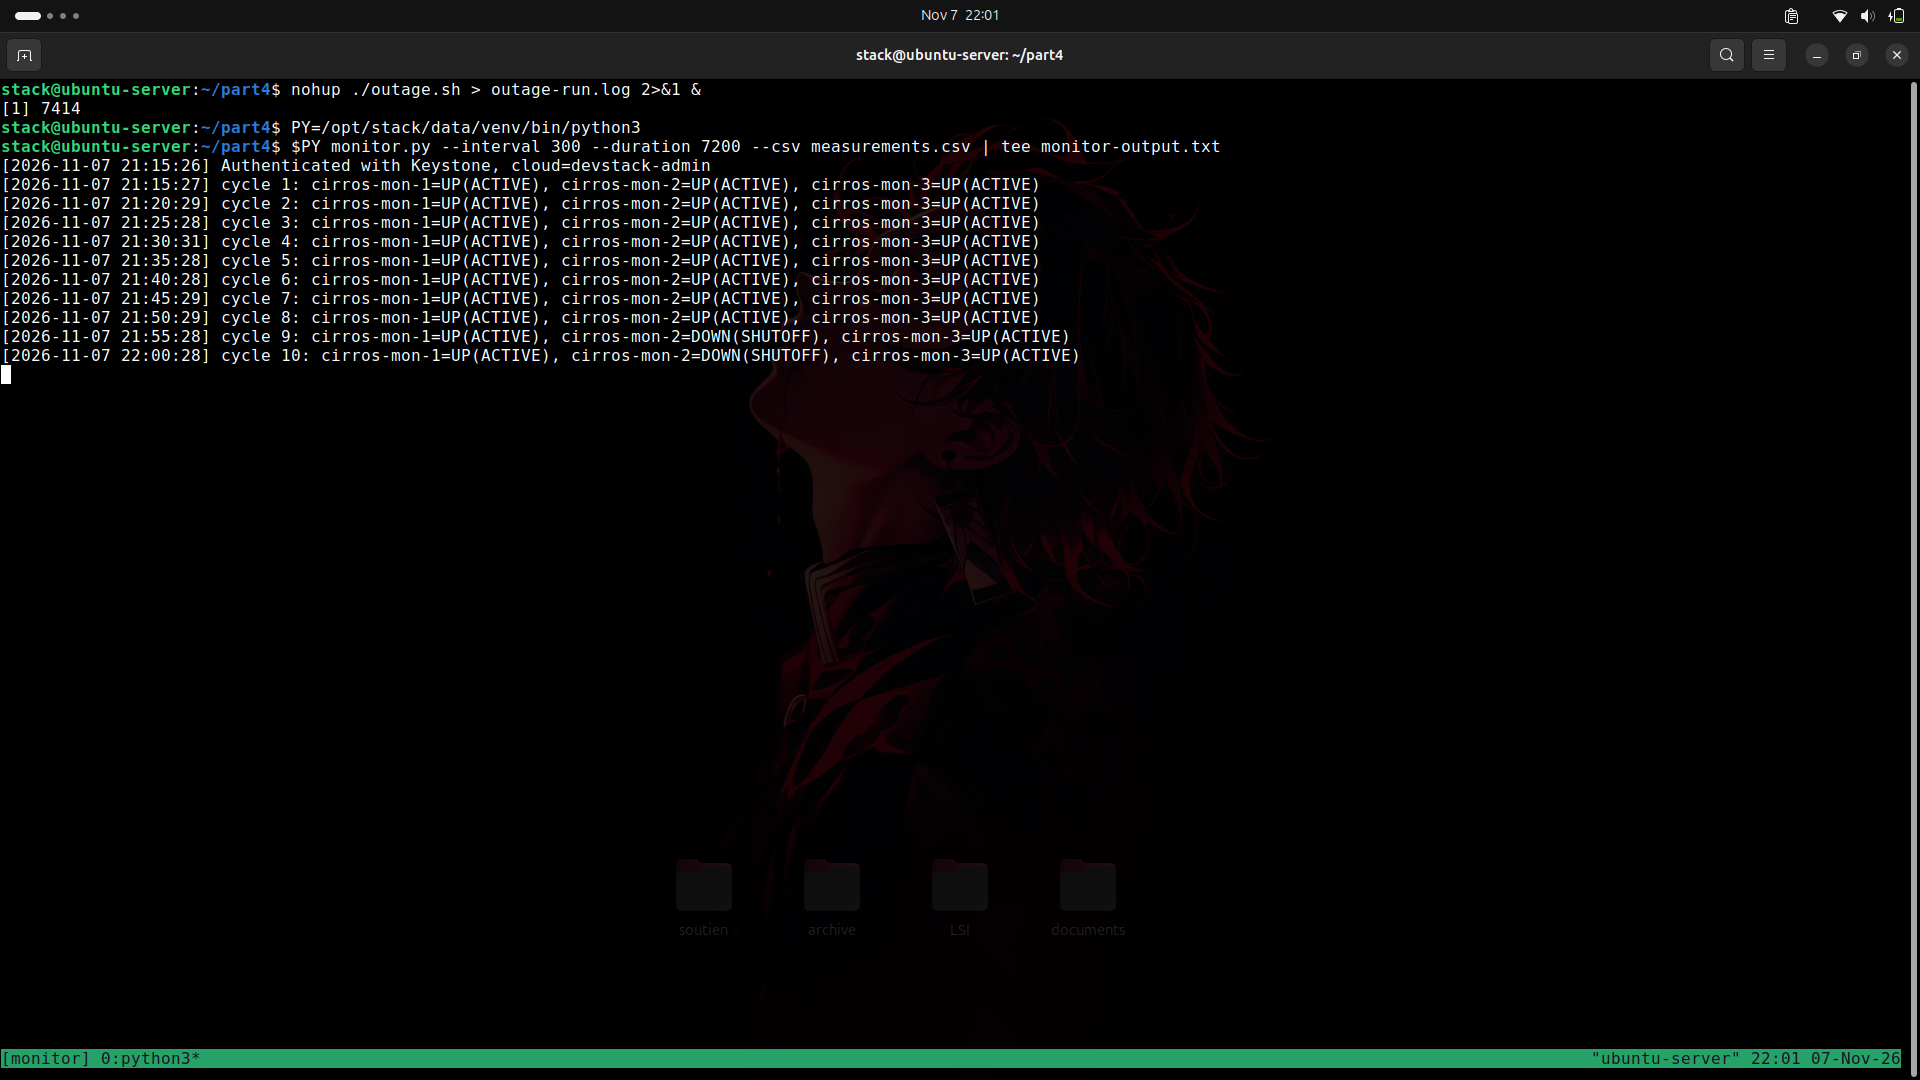 Nov 7 22:01
stack@ubuntu-server: ~/part4
stack@ubuntu-server:~/part4$ nohup ./outage.sh > outage-run.log 2>&1 &
[1] 7414
stack@ubuntu-server:~/part4$ PY=/opt/stack/data/venv/bin/python3
stack@ubuntu-server:~/part4$ $PY monitor.py --interval 300 --duration 7200 --csv measurements.csv | tee monitor-output.txt
[2026-11-07 21:15:26] Authenticated with Keystone, cloud=devstack-admin
[2026-11-07 21:15:27] cycle 1: cirros-mon-1=UP(ACTIVE), cirros-mon-2=UP(ACTIVE), cirros-mon-3=UP(ACTIVE)
[2026-11-07 21:20:29] cycle 2: cirros-mon-1=UP(ACTIVE), cirros-mon-2=UP(ACTIVE), cirros-mon-3=UP(ACTIVE)
[2026-11-07 21:25:28] cycle 3: cirros-mon-1=UP(ACTIVE), cirros-mon-2=UP(ACTIVE), cirros-mon-3=UP(ACTIVE)
[2026-11-07 21:30:31] cycle 4: cirros-mon-1=UP(ACTIVE), cirros-mon-2=UP(ACTIVE), cirros-mon-3=UP(ACTIVE)
[2026-11-07 21:35:28] cycle 5: cirros-mon-1=UP(ACTIVE), cirros-mon-2=UP(ACTIVE), cirros-mon-3=UP(ACTIVE)
[2026-11-07 21:40:28] cycle 6: cirros-mon-1=UP(ACTIVE), cirros-mon-2=UP(ACTIVE), cirros-mon-3=UP(ACTIVE)
[2026-11-07 21:45:29] cycle 7: cirros-mon-1=UP(ACTIVE), cirros-mon-2=UP(ACTIVE), cirros-mon-3=UP(ACTIVE)
[2026-11-07 21:50:29] cycle 8: cirros-mon-1=UP(ACTIVE), cirros-mon-2=UP(ACTIVE), cirros-mon-3=UP(ACTIVE)
[2026-11-07 21:55:28] cycle 9: cirros-mon-1=UP(ACTIVE), cirros-mon-2=DOWN(SHUTOFF), cirros-mon-3=UP(ACTIVE)
[2026-11-07 22:00:28] cycle 10: cirros-mon-1=UP(ACTIVE), cirros-mon-2=DOWN(SHUTOFF), cirros-mon-3=UP(ACTIVE)
soutien archive LSI documents
[monitor] 0:python3* "ubuntu-server" 22:01 07-Nov-26